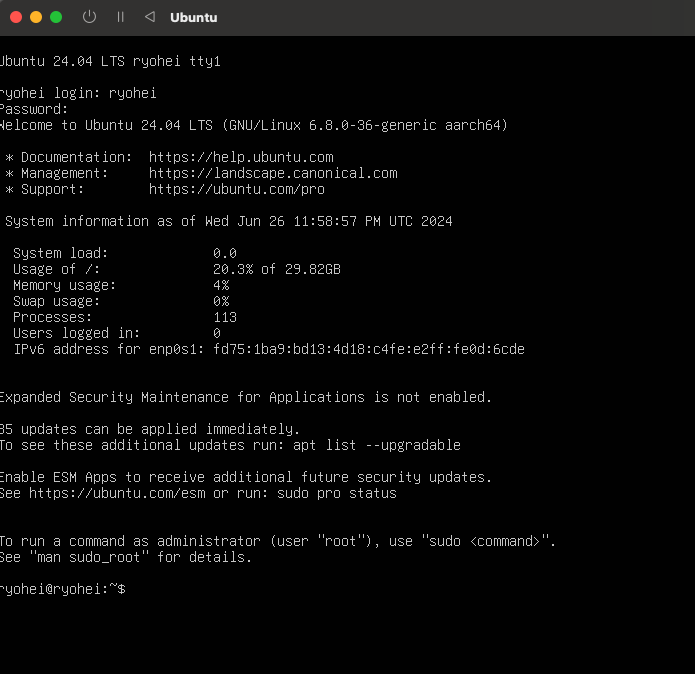 Ubuntu
Ubuntu 24.04 LTS ryohei tty1
ryohei login: ryohei
Password:
Welcome to Ubuntu 24.04 LTS (GNU/Linux 6.8.0-36-generic aarch64)
* Documentation: https://help.ubuntu.com
* Management: https://landscape.canonical.com
* Support: https://ubuntu.com/pro
System information as of Wed Jun 26 11:58:57 PM UTC 2024
System load: 0.0
Usage of /: 20.3% of 29.82GB
Memory usage: 4%
Swap usage: 0%
Processes: 113
Users logged in: 0
IPv6 address for enp0s1: fd75:1ba9:bd13:4d18:c4fe:e2ff:fe0d:6cde
Expanded Security Maintenance for Applications is not enabled.
85 updates can be applied immediately.
To see these additional updates run: apt list --upgradable
Enable ESM Apps to receive additional future security updates.
See https://ubuntu.com/esm or run: sudo pro status
To run a command as administrator (user "root"), use "sudo <command>".
See "man sudo_root" for details.
ryohei@ryohei:~$